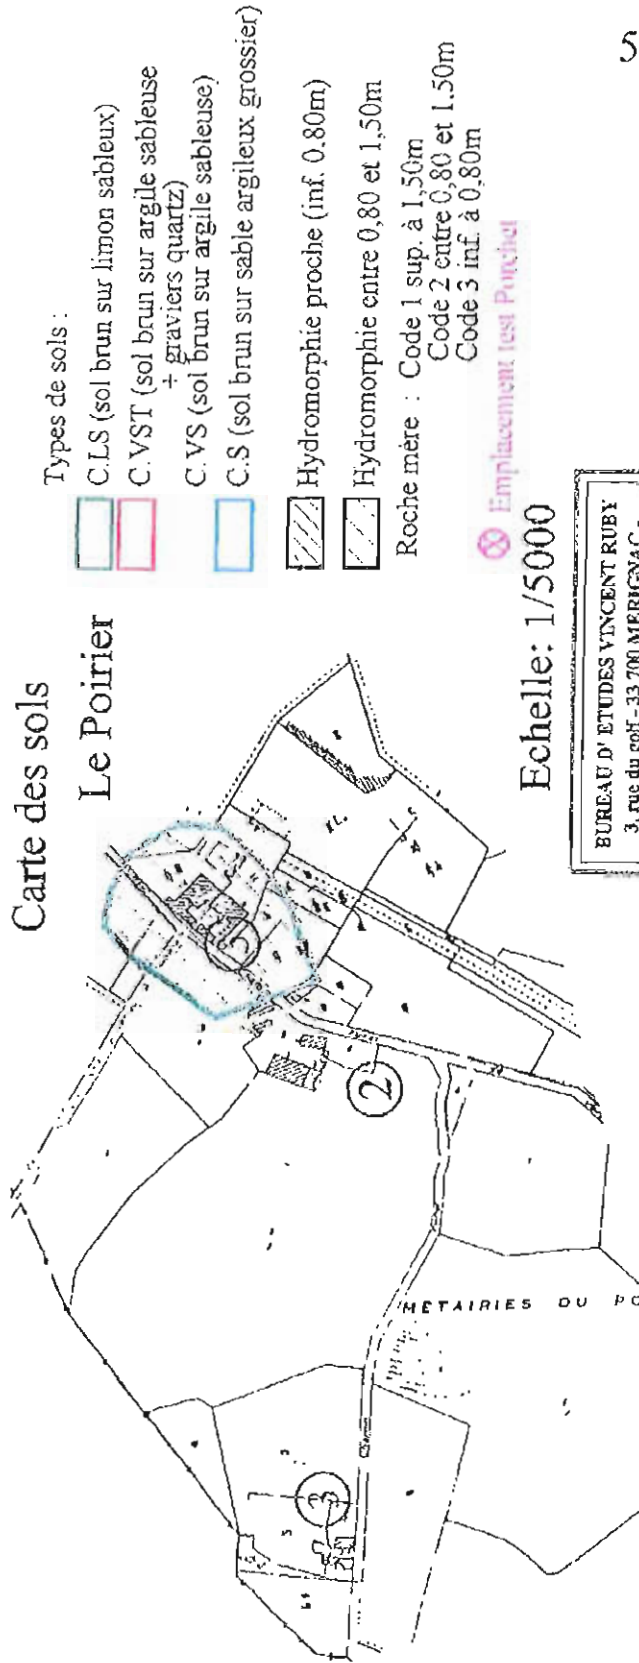 Carte des sols
Le Poirier
Types de sols :
C.LS (sol brun sur limon sableux)
C.VST (sol brun sur argile sableuse
+ graviers quartz)
C.VS (sol brun sur argile sableuse)
C.S (sol brun sur sable argileux grossier)
Hydromorphie proche (inf. 0.80m)
Hydromorphie entre 0,80 et 1,50m
Roche mère : Code 1 sup. à 1,50m
Code 2 entre 0,80 et 1.50m
Code 3 inf. à 0,80m
Emplacement test Porchet
Echelle: 1/5000
BUREAU D'ETUDES VINCENT RUBY
3, rue du golf - 33 700 MERIGNAC -
5
2
3
METAIRIES DU PO